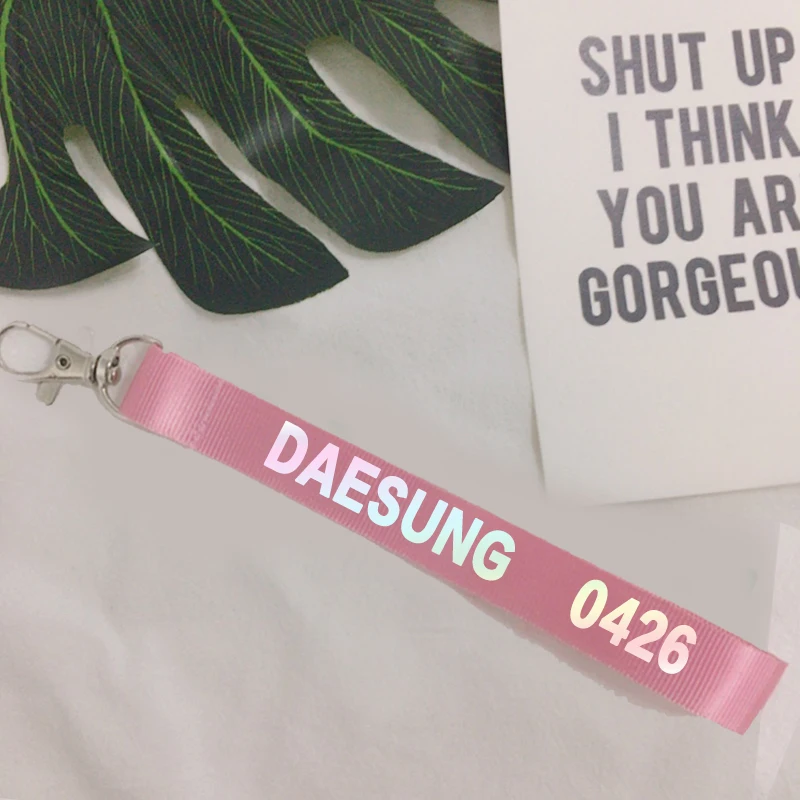 SHUT UP
I THINK
YOU AR
GORGEOU
DAESUNG 0426